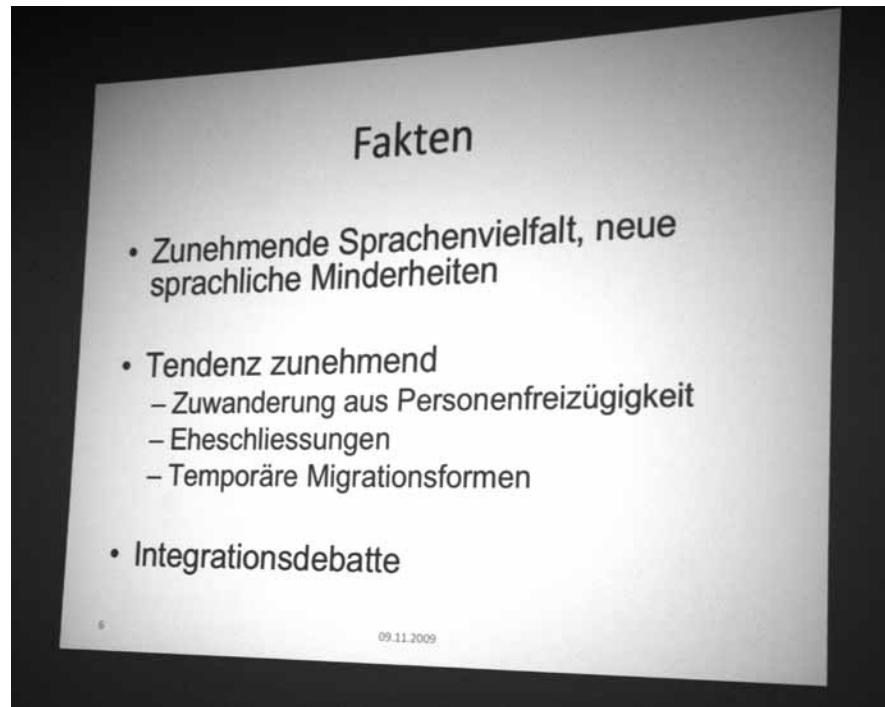 Fakten
• Zunehmende Sprachenvielfalt, neue
sprachliche Minderheiten
• Tendenz zunehmend
– Zuwanderung aus Personenfreizügigkeit
– Eheschliessungen
– Temporäre Migrationsformen
• Integrationsdebatte
6
09.11.2009